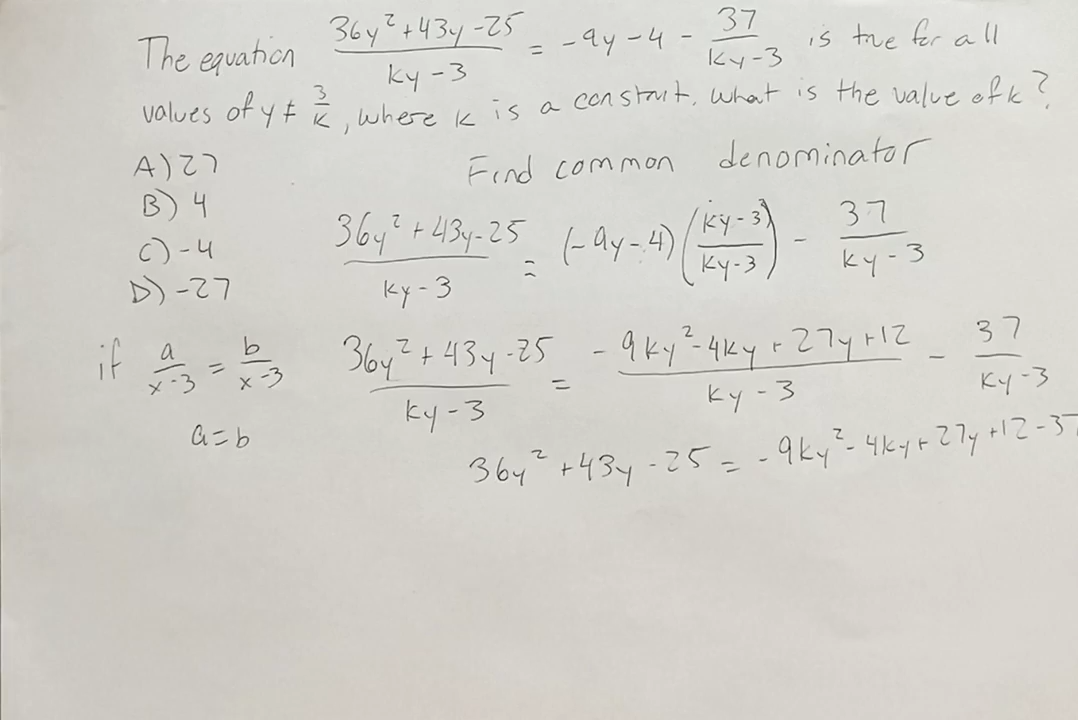 The equation (36y² + 43y - 25)/(ky - 3) = -9y - 4 - 37/(ky - 3) is true for all
values of y ≠ 3/k, where k is a constant. What is the value of k?
A) 27
B) 4
C) -4
D) -27
Find common denominator
(36y² + 43y - 25)/(ky - 3) = (-9y - 4)((ky - 3)/(ky - 3)) - 37/(ky - 3)
if a/(x - 3) = b/(x - 3)
a = b
(36y² + 43y - 25)/(ky - 3) = (-9ky² - 4ky + 27y + 12)/(ky - 3) - 37/(ky - 3)
36y² + 43y - 25 = -9ky² - 4ky + 27y + 12 - 37